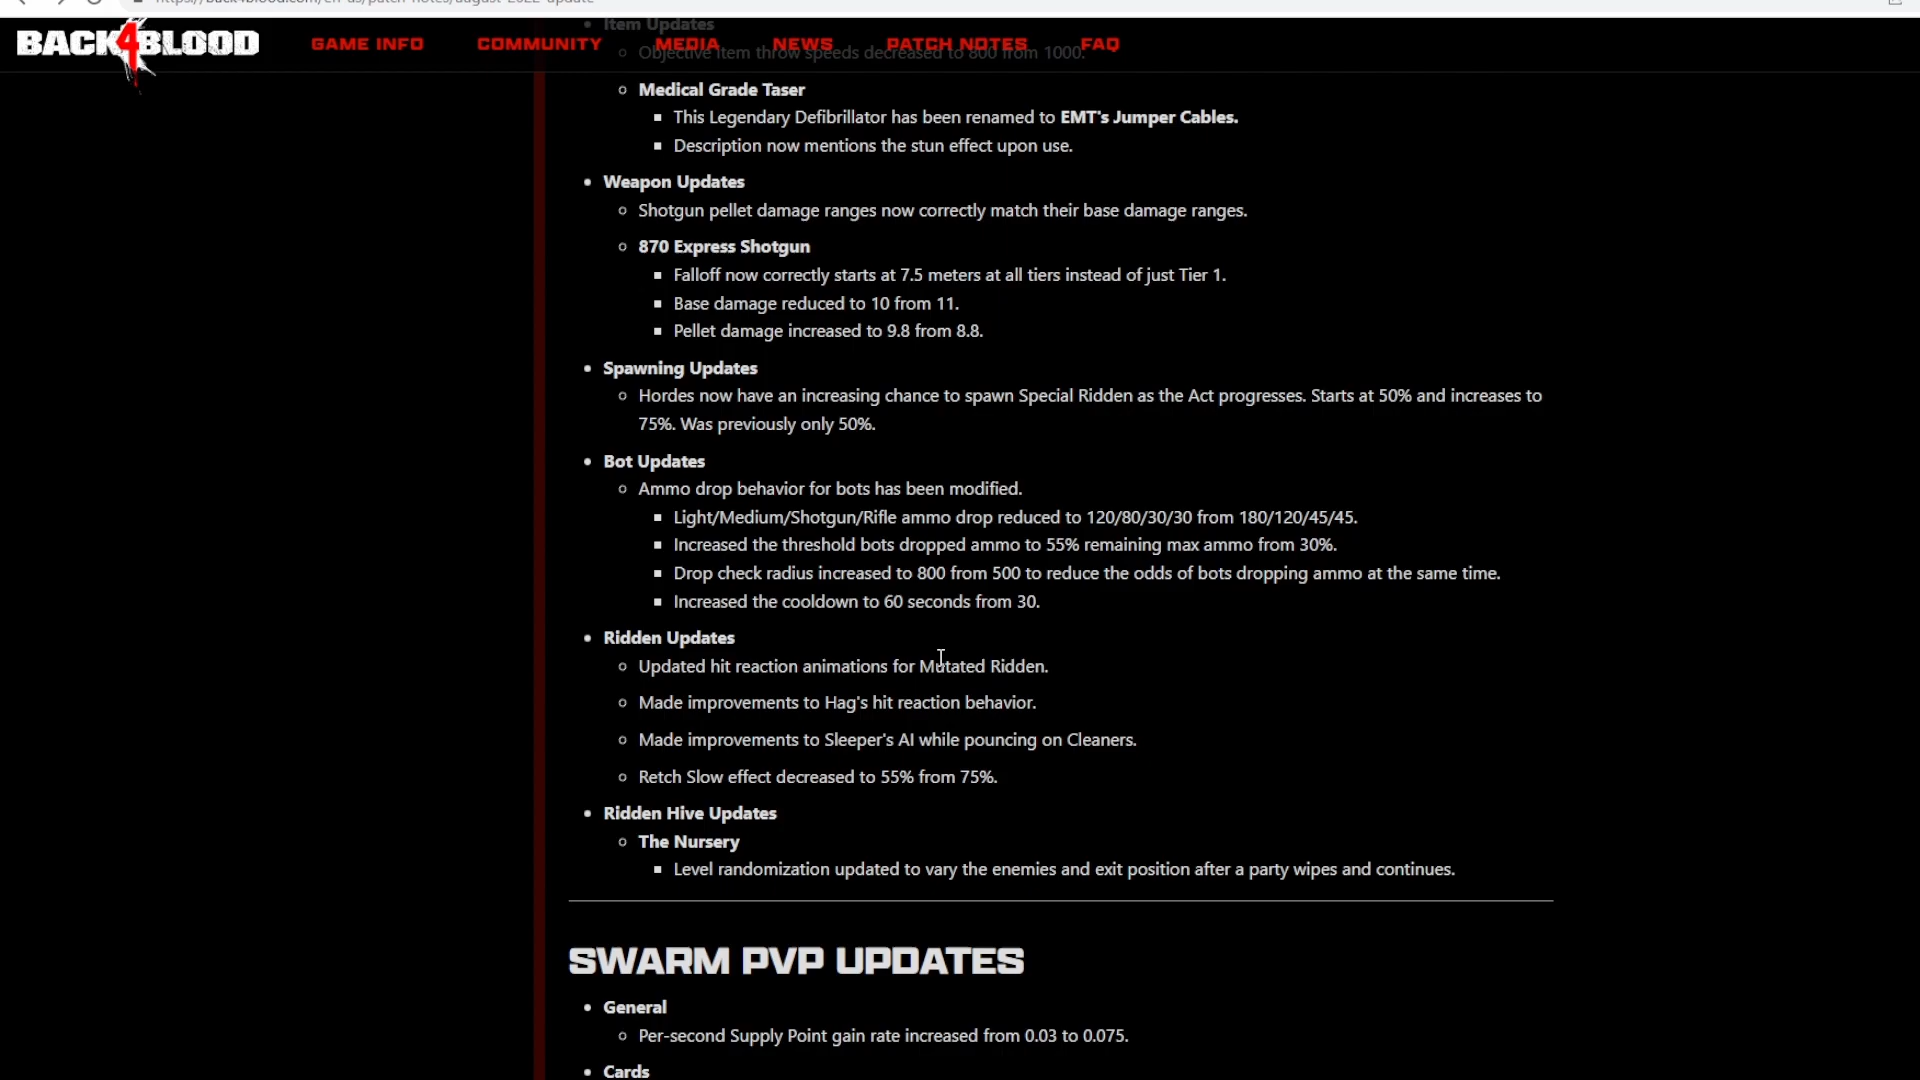 https://back4blood.com/en-us/patch-notes/august-2022-update
BACK4BLOOD
GAME INFO
COMMUNITY
MEDIA
NEWS
PATCH NOTES
FAQ
Item Updates
Objective item throw speeds decreased to 800 from 1000.
Medical Grade Taser
This Legendary Defibrillator has been renamed to EMT's Jumper Cables.
Description now mentions the stun effect upon use.
Weapon Updates
Shotgun pellet damage ranges now correctly match their base damage ranges.
870 Express Shotgun
Falloff now correctly starts at 7.5 meters at all tiers instead of just Tier 1.
Base damage reduced to 10 from 11.
Pellet damage increased to 9.8 from 8.8.
Spawning Updates
Hordes now have an increasing chance to spawn Special Ridden as the Act progresses. Starts at 50% and increases to
75%. Was previously only 50%.
Bot Updates
Ammo drop behavior for bots has been modified.
Light/Medium/Shotgun/Rifle ammo drop reduced to 120/80/30/30 from 180/120/45/45.
Increased the threshold bots dropped ammo to 55% remaining max ammo from 30%.
Drop check radius increased to 800 from 500 to reduce the odds of bots dropping ammo at the same time.
Increased the cooldown to 60 seconds from 30.
Ridden Updates
Updated hit reaction animations for Mutated Ridden.
Made improvements to Hag's hit reaction behavior.
Made improvements to Sleeper's AI while pouncing on Cleaners.
Retch Slow effect decreased to 55% from 75%.
Ridden Hive Updates
The Nursery
Level randomization updated to vary the enemies and exit position after a party wipes and continues.
SWARM PVP UPDATES
General
Per-second Supply Point gain rate increased from 0.03 to 0.075.
Cards